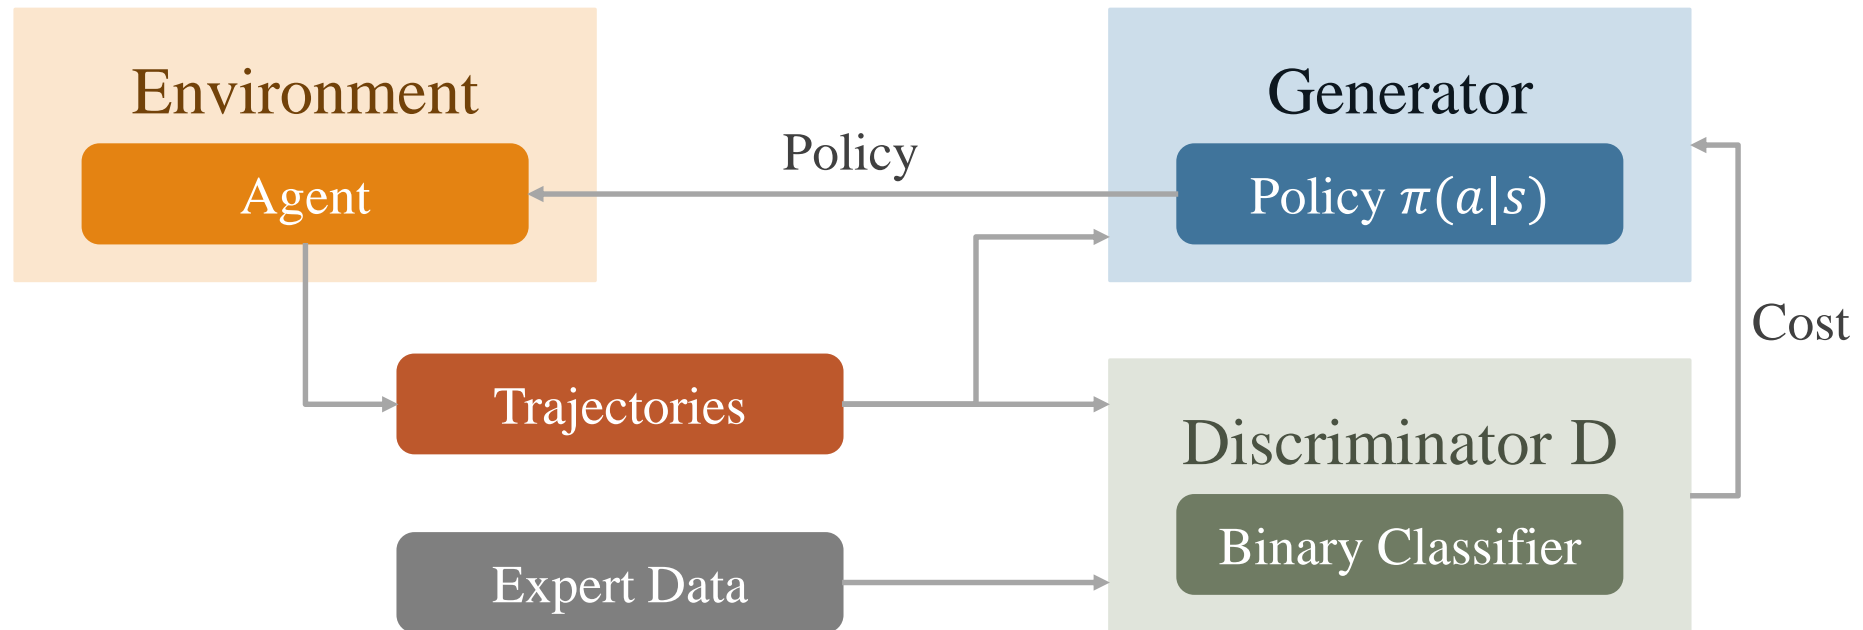 Environment
Agent
Policy
Generator
Policy π(a|s)
Cost
Trajectories
Discriminator D
Binary Classifier
Expert Data